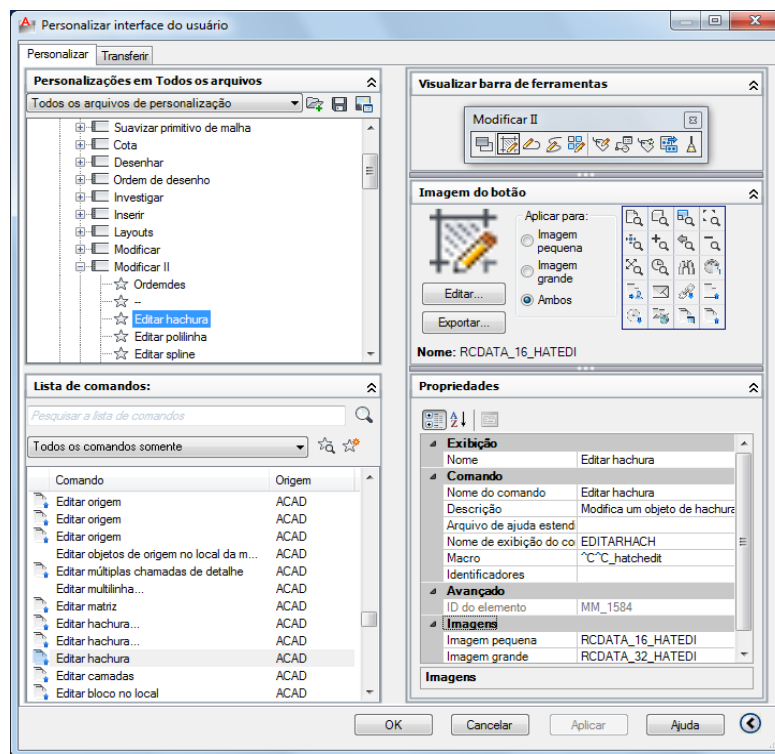 Personalizar interface do usuário
Personalizar
Transferir
Personalizações em Todos os arquivos
Todos os arquivos de personalização
Suavizar primitivo de malha
Cota
Desenhar
Ordem de desenho
Investigar
Inserir
Layouts
Modificar
Modificar II
Ordemdes
--
Editar hachura
Editar polilinha
Editar spline
Lista de comandos:
Pesquisar a lista de comandos
Todos os comandos somente
Comando Origem
Editar origem ACAD
Editar origem ACAD
Editar origem ACAD
Editar objetos de origem no local da m... ACAD
Editar múltiplas chamadas de detalhe ACAD
Editar multilinha... ACAD
Editar matriz ACAD
Editar hachura... ACAD
Editar hachura... ACAD
Editar hachura ACAD
Editar camadas ACAD
Editar bloco no local ACAD
Visualizar barra de ferramentas
Modificar II
Imagem do botão
Aplicar para:
Imagem pequena
Imagem grande
Ambos
Editar...
Exportar...
Nome: RCDATA_16_HATEDI
Propriedades
Exibição
Nome Editar hachura
Comando
Nome do comando Editar hachura
Descrição Modifica um objeto de hachura
Arquivo de ajuda estend
Nome de exibição do co EDITARHACH
Macro ^C^C_hatchedit
Identificadores
Avançado
ID do elemento MM_1584
Imagens
Imagem pequena RCDATA_16_HATEDI
Imagem grande RCDATA_32_HATEDI
Imagens
OK
Cancelar
Aplicar
Ajuda